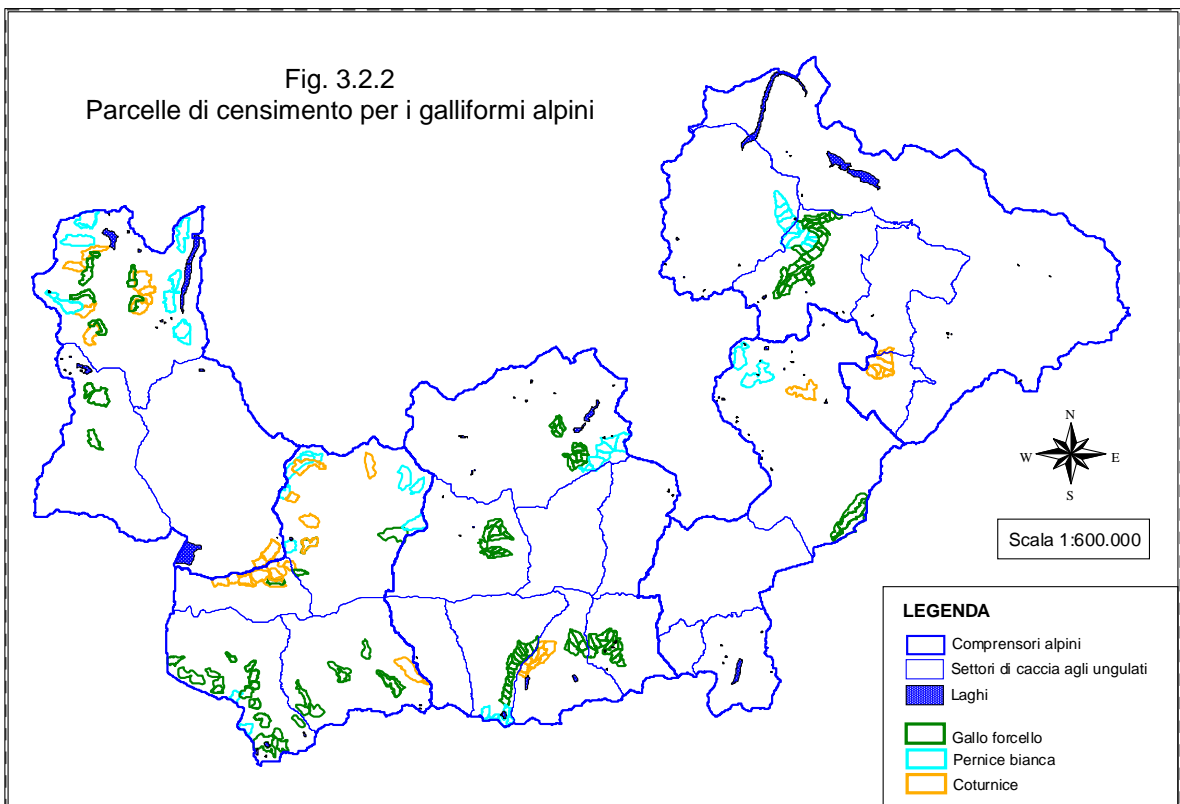 Fig. 3.2.2
Parcelle di censimento per i galliformi alpini
N
W
E
S
Scala 1:600.000
LEGENDA
Comprensori alpini
Settori di caccia agli ungulati
Laghi
Gallo forcello
Pernice bianca
Coturnice